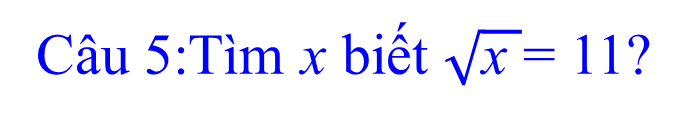 Câu 5:Tìm x biết √x = 11?